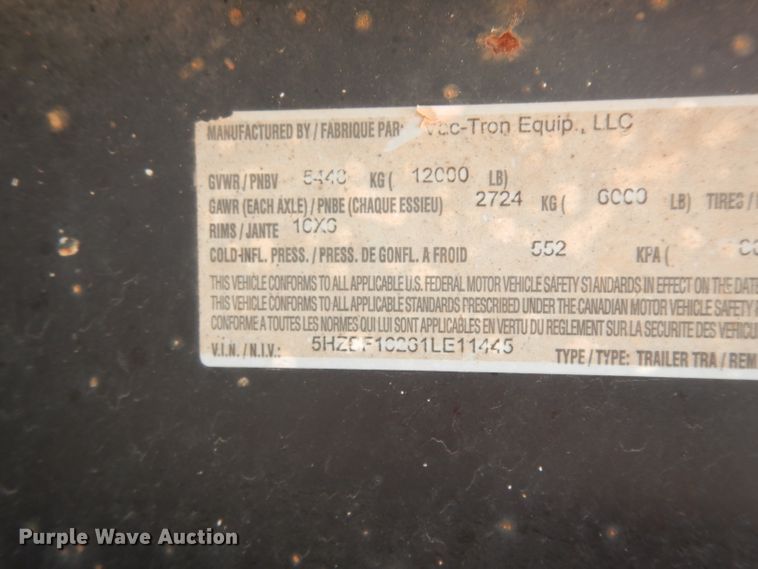 MANUFACTURED BY / FABRIQUE PAR: Vac-Tron Equip., LLC
GVWR / PNBV 5448 KG ( 12000 LB)
GAWR (EACH AXLE) / PNBE (CHAQUE ESSIEU) 2724 KG ( 6000 LB) TIRES /
RIMS / JANTE 16X6
COLD-INFL. PRESS. / PRESS. DE GONFL. A FROID 552 KPA (
THIS VEHICLE CONFORMS TO ALL APPLICABLE U.S. FEDERAL MOTOR VEHICLE SAFETY STANDARDS IN EFFECT ON THE DATE
THIS VEHICLE CONFORMS TO ALL APPLICABLE STANDARDS PRESCRIBED UNDER THE CANADIAN MOTOR VEHICLE SAFETY
CONFORME A TOUTES LES NORMES QUI LUI SONT APPLICABLES EN VERTU DU REGLEMENT SUR LA SECURITE DES
V.I.N. / N.I.V.: TYPE / TYPE: TRAILER TRA / REM
Purple Wave Auction